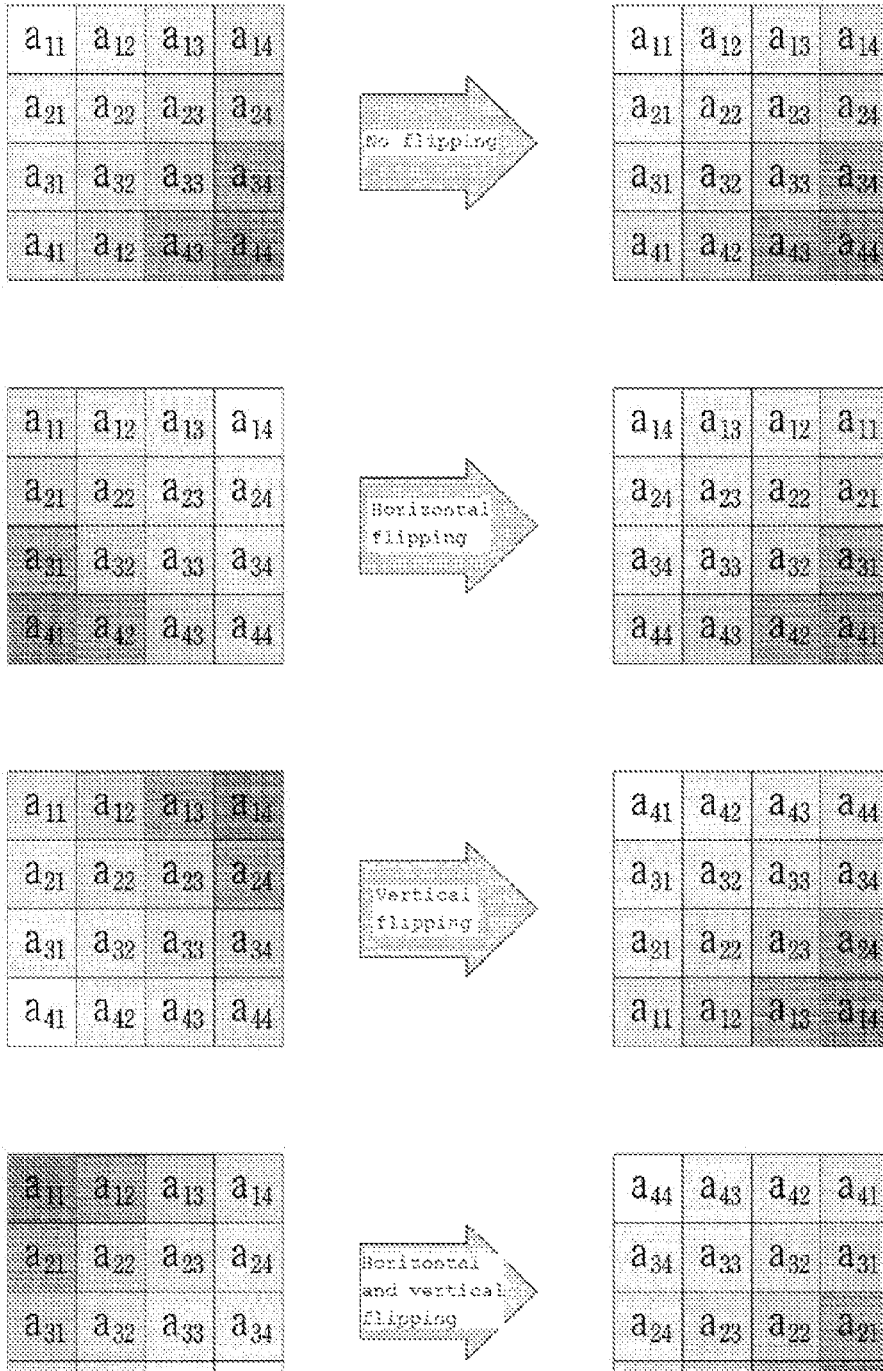 a11 a12 a13 a14 a11 a12 a13 a14
a21 a22 a23 a24 a21 a22 a23 a24
No flipping
a31 a32 a33 a34 a31 a32 a33 a34
a41 a42 a43 a44 a41 a42 a43 a44
a11 a12 a13 a14 a14 a13 a12 a11
a21 a22 a23 a24 a24 a23 a22 a21
Horizontal
flipping
a31 a32 a33 a34 a34 a33 a32 a31
a41 a42 a43 a44 a44 a43 a42 a41
a11 a12 a13 a14 a41 a42 a43 a44
a21 a22 a23 a24 a31 a32 a33 a34
Vertical
flipping
a31 a32 a33 a34 a21 a22 a23 a24
a41 a42 a43 a44 a11 a12 a13 a14
a11 a12 a13 a14 a44 a43 a42 a41
a21 a22 a23 a24 a34 a33 a32 a31
Horizontal
and vertical
flipping
a31 a32 a33 a34 a24 a23 a22 a21